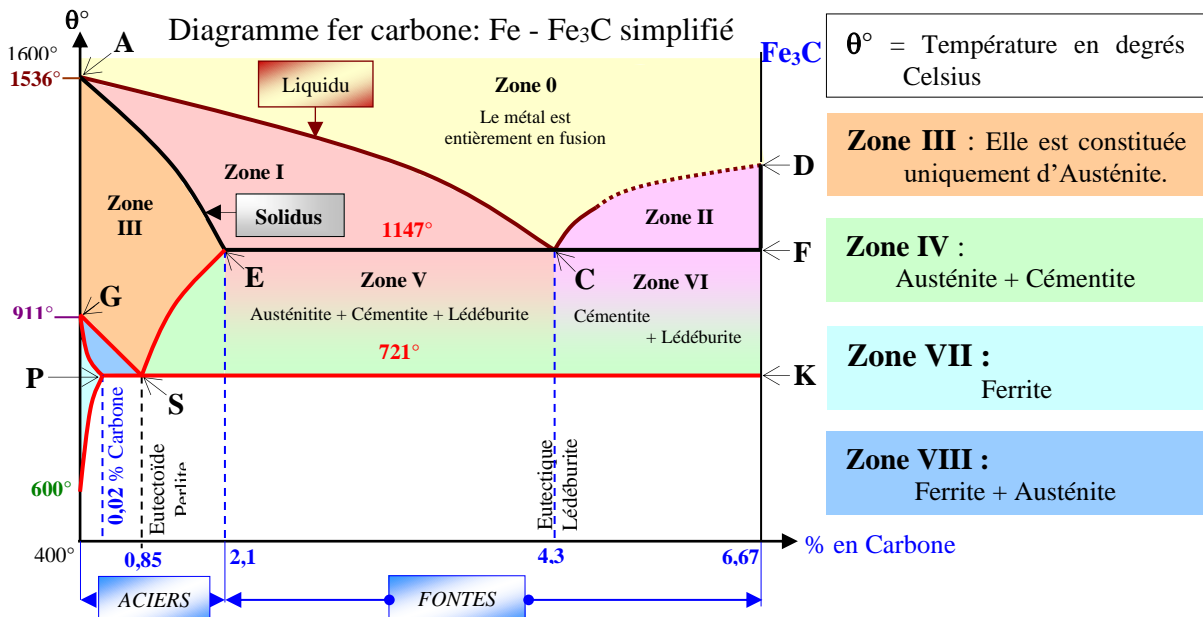 Diagramme fer carbone: Fe - Fe₃C simplifié
θ°
1600°
A
1536°
Liquidu
Zone 0
Le métal est
entièrement en fusion
Fe₃C
θ° = Température en degrés
Celsius
Zone III : Elle est constituée
uniquement d’Austénite.
D
Zone I
Zone
III
Solidus
1147°
Zone II
F
Zone IV :
Austénite + Cémentite
E
C
Zone V
Zone VI
G
911°
Austénitite + Cémentite + Lédéburite
Cémentite
+ Lédéburite
721°
Zone VII :
Ferrite
P
S
K
0,02 % Carbone
Eutectoïde
Perlite
Eutectique
Lédéburite
600°
Zone VIII :
Ferrite + Austénite
400°
0,85
2,1
4,3
6,67
% en Carbone
ACIERS
FONTES